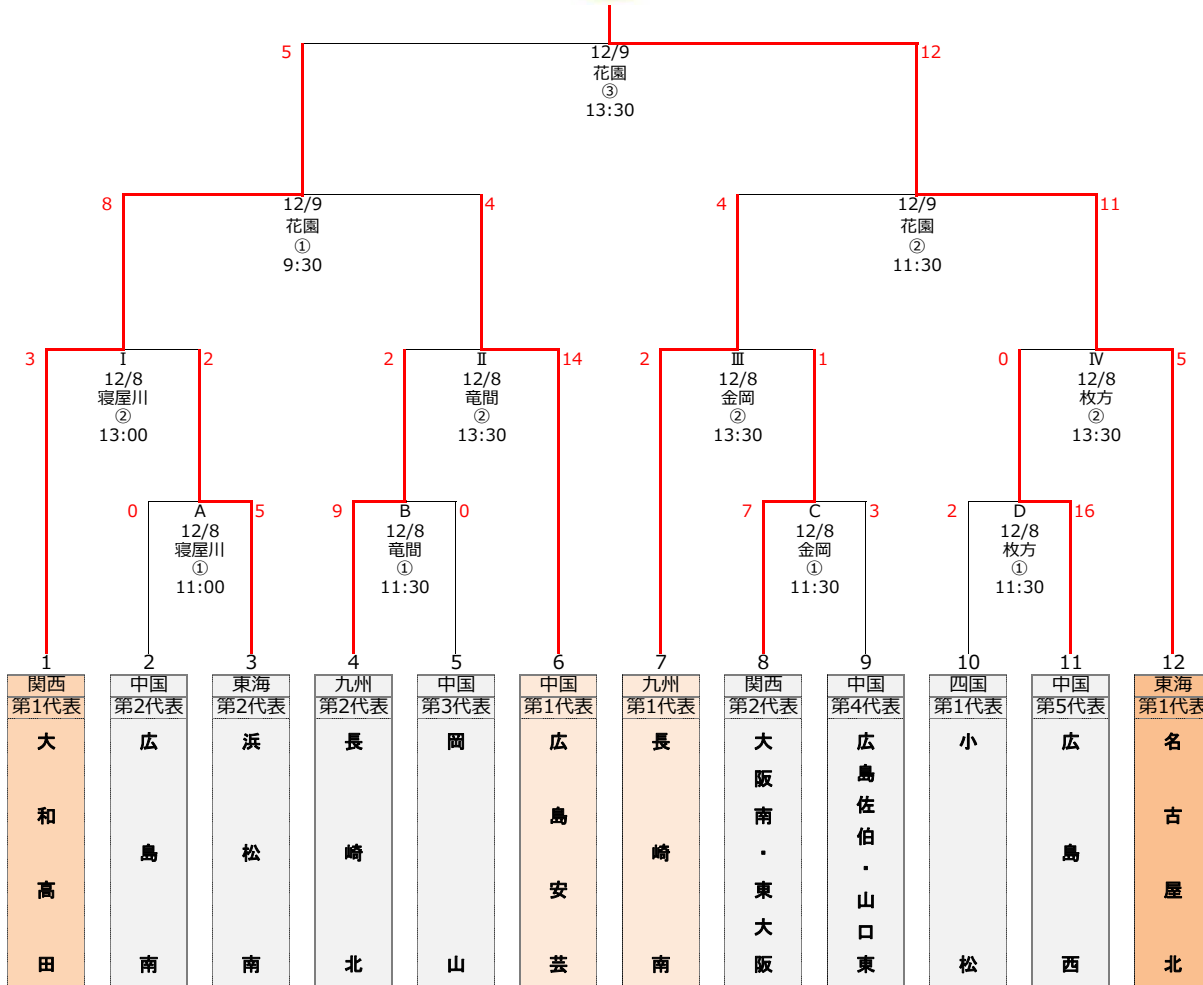 5 12
12/9
花園
③
13:30
8 4 4 11
12/9 12/9
花園 花園
① ②
9:30 11:30
3 Ⅰ 2 2 Ⅱ 14 2 Ⅲ 1 0 Ⅳ 5
12/8 12/8 12/8 12/8
寝屋川 竜間 金岡 枚方
② ② ② ②
13:00 13:30 13:30 13:30
0 A 5 9 B 0 7 C 3 2 D 16
12/8 12/8 12/8 12/8
寝屋川 竜間 金岡 枚方
① ① ① ①
11:00 11:30 11:30 11:30
1 2 3 4 5 6 7 8 9 10 11 12
関西 中国 東海 九州 中国 中国 九州 関西 中国 四国 中国 東海
第1代表 第2代表 第2代表 第2代表 第3代表 第1代表 第1代表 第2代表 第4代表 第1代表 第5代表 第1代表
大和高田
広島南
浜松南
長崎北
岡山
広島安芸
長崎南
大阪南・東大阪
広島佐伯・山口東
小松
広島西
名古屋北